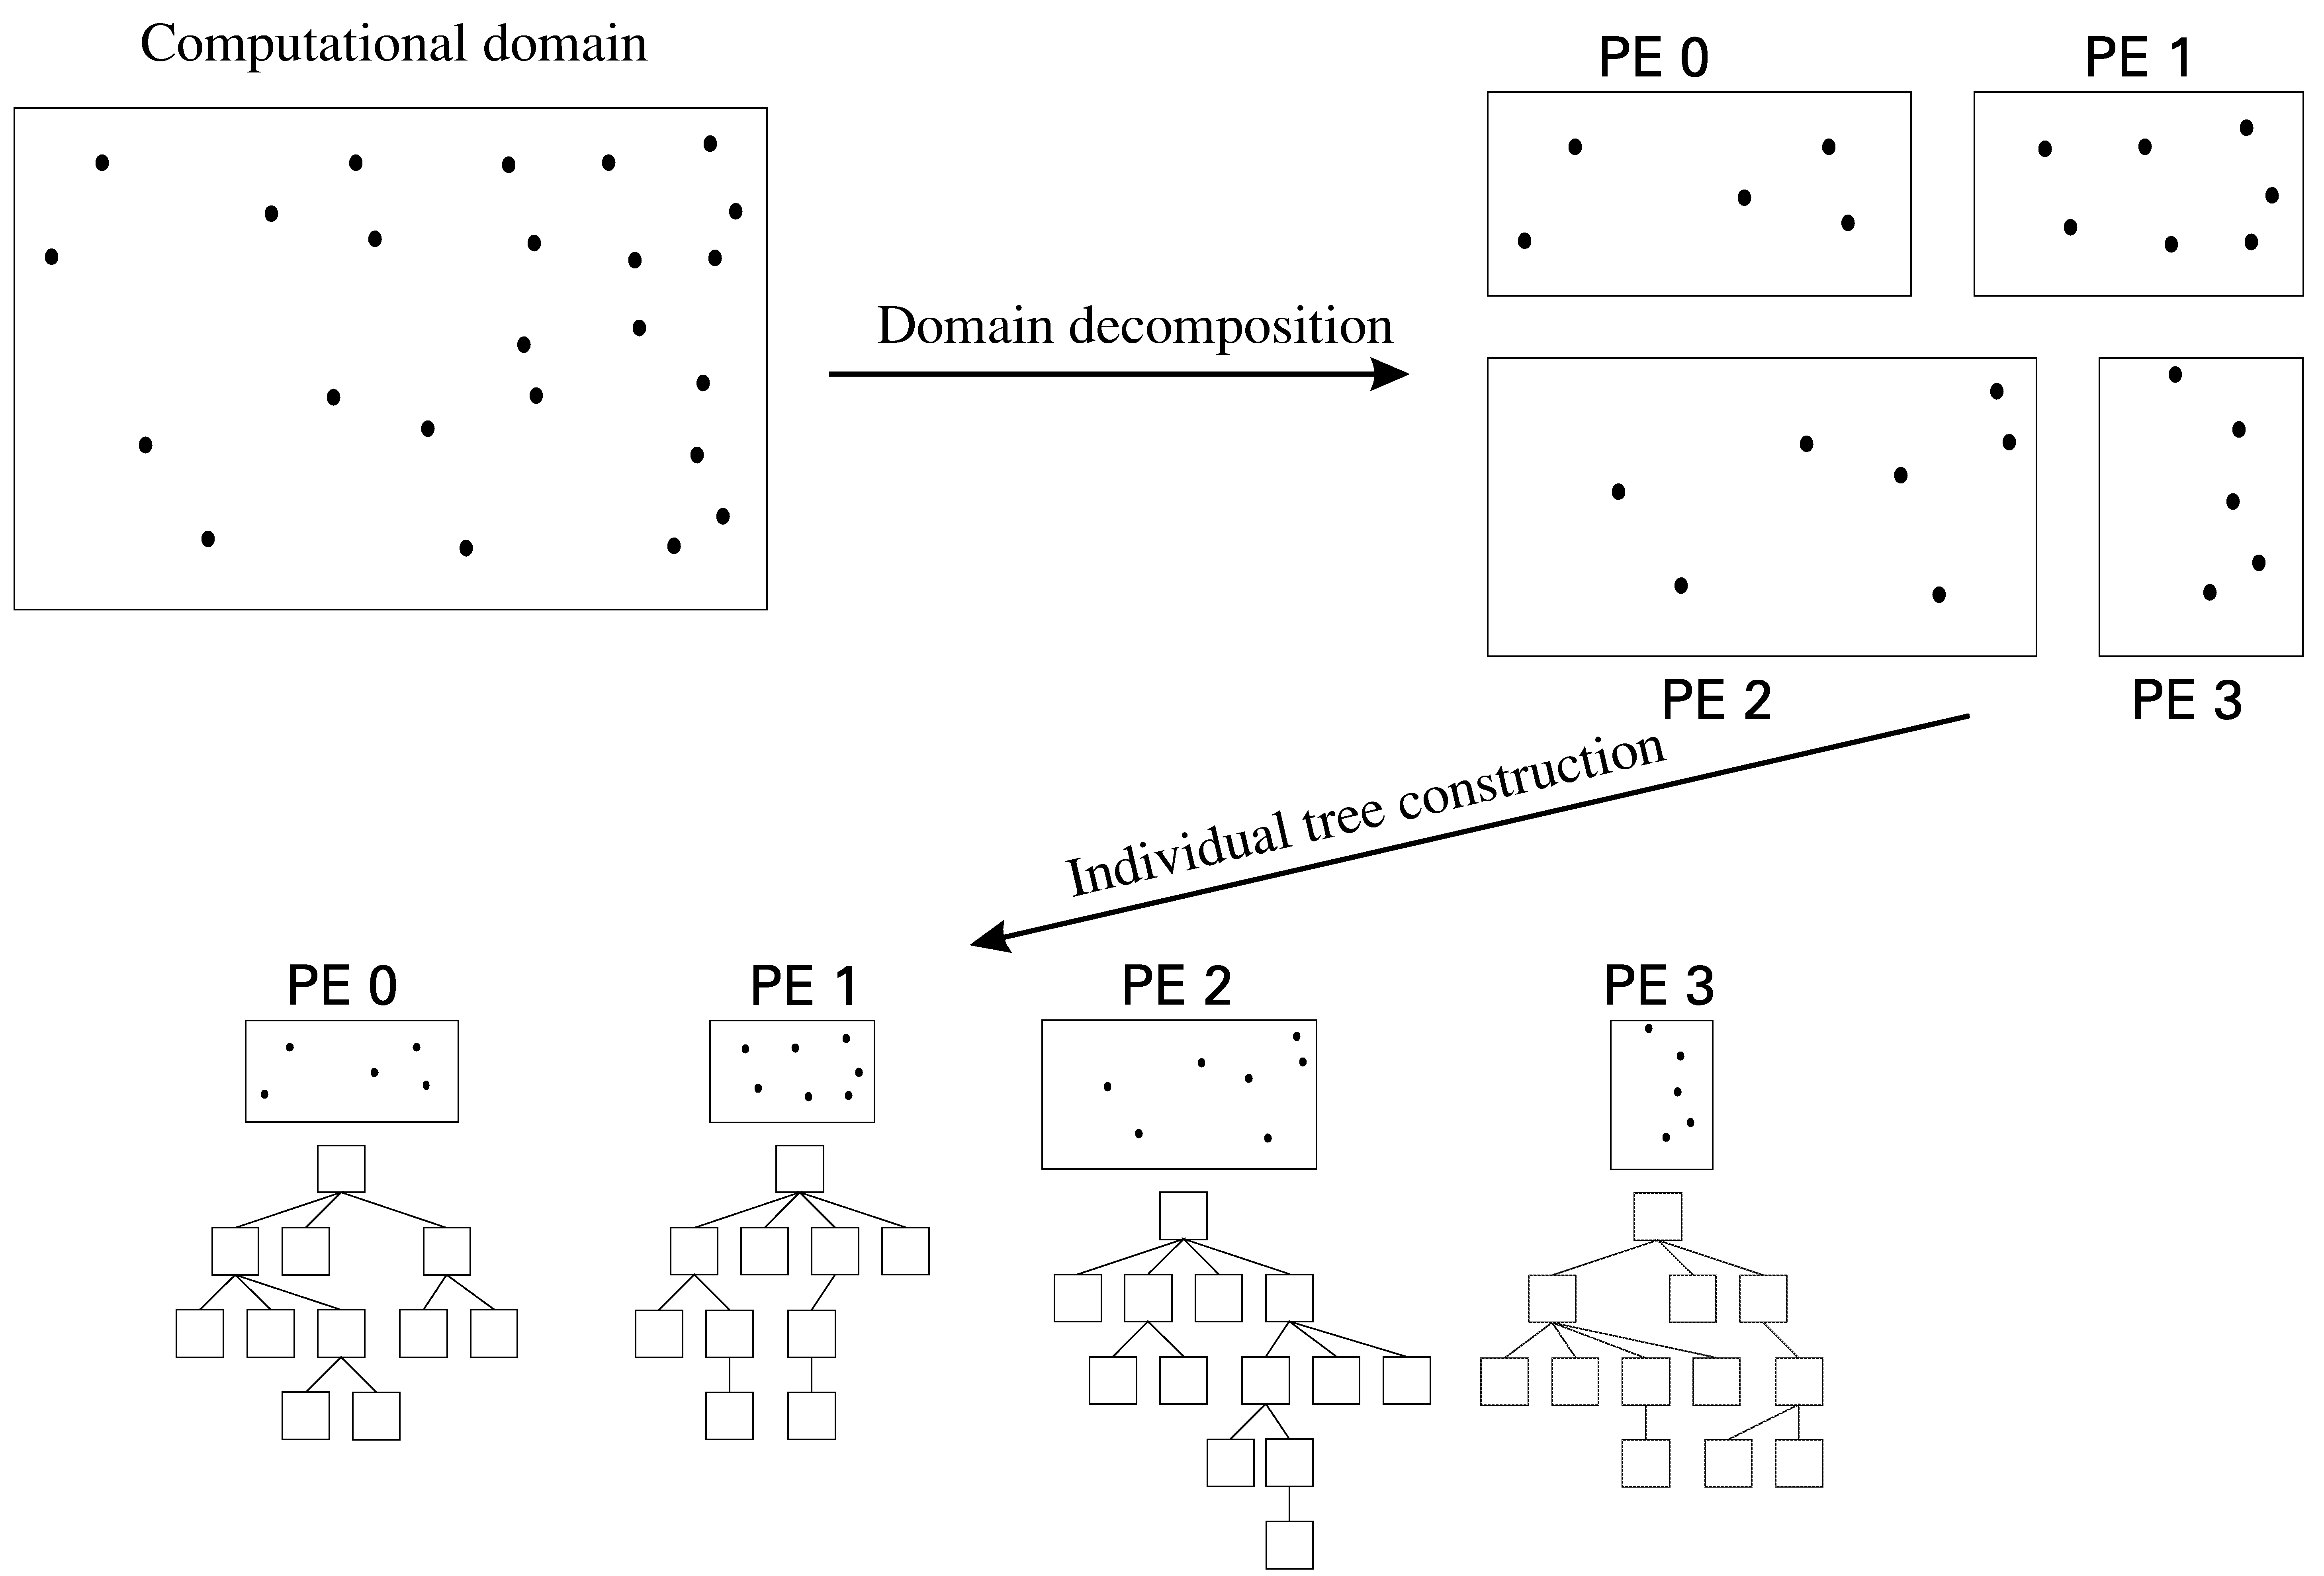 Computational domain
PE 0
PE 1
Domain decomposition
PE 2
PE 3
Individual tree construction
PE 0
PE 1
PE 2
PE 3